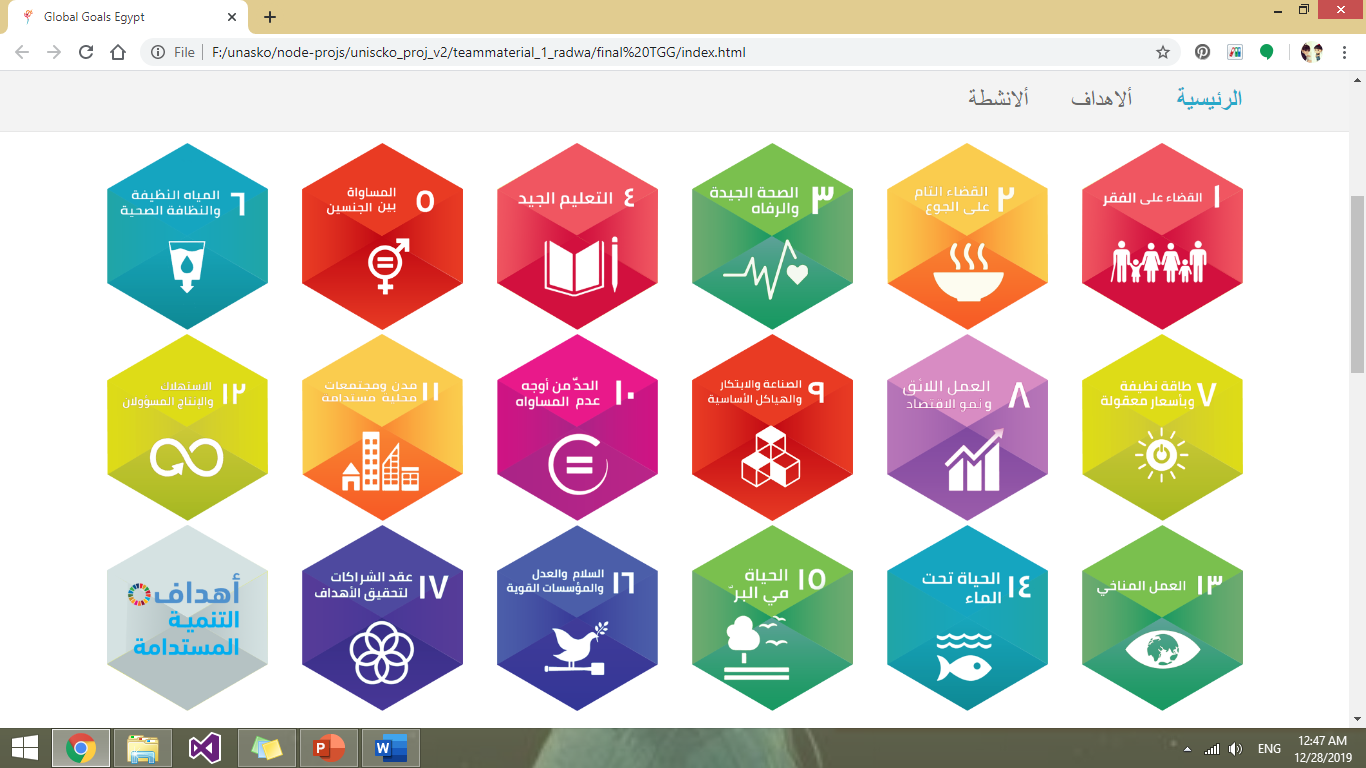 Global Goals Egypt
File
F:/unasko/node-projs/uniscko_proj_v2/teammaterial_1_radwa/final%20TGG/index.html
الرئيسية
ألاهداف
ألانشطة
١ القضاء على الفقر
٢ القضاء التام
على الجوع
٣ الصحة الجيدة
والرفاه
٤ التعليم الجيد
٥ المساواة
بين الجنسين
٦ المياه النظيفة
والنظافة الصحية
٧ طاقة نظيفة
وبأسعار معقولة
٨ العمل اللائق
ونمو الاقتصاد
٩ الصناعة والابتكار
والهياكل الأساسية
١٠ الحدّ من أوجه
عدم المساواه
١١ مدن ومجتمعات
محلية مستدامة
١٢ الاستهلاك
والإنتاج المسؤولان
١٣ العمل المناخي
١٤ الحياة تحت
الماء
١٥ الحياة
في البرّ
١٦ السلام والعدل
والمؤسسات القوية
١٧ عقد الشراكات
لتحقيق الأهداف
أهداف
التنمية
المستدامة
ENG
12:47 AM
12/28/2019